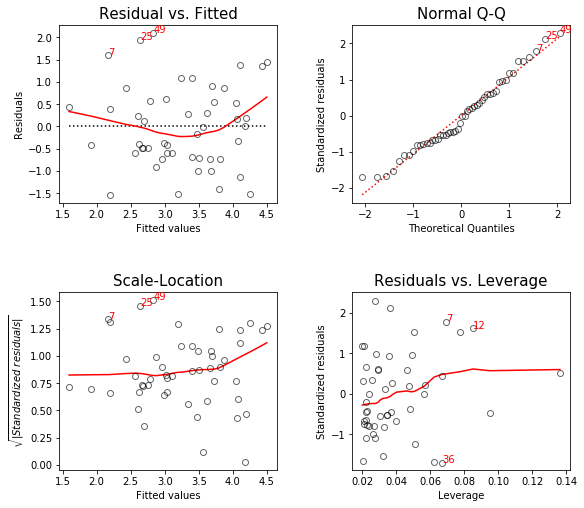 Residual vs. Fitted
Residuals
2.0
1.5
1.0
0.5
0.0
−0.5
−1.0
−1.5
7
25
49
1.5 2.0 2.5 3.0 3.5 4.0 4.5
Fitted values
Normal Q-Q
Standardized residuals
2
1
0
−1
−2
7
25
49
−2 −1 0 1 2
Theoretical Quantiles
Scale-Location
√|Standardized residuals|
1.50
1.25
1.00
0.75
0.50
0.25
0.00
7
25
49
1.5 2.0 2.5 3.0 3.5 4.0 4.5
Fitted values
Residuals vs. Leverage
Standardized residuals
2
1
0
−1
7
12
36
0.02 0.04 0.06 0.08 0.10 0.12 0.14
Leverage